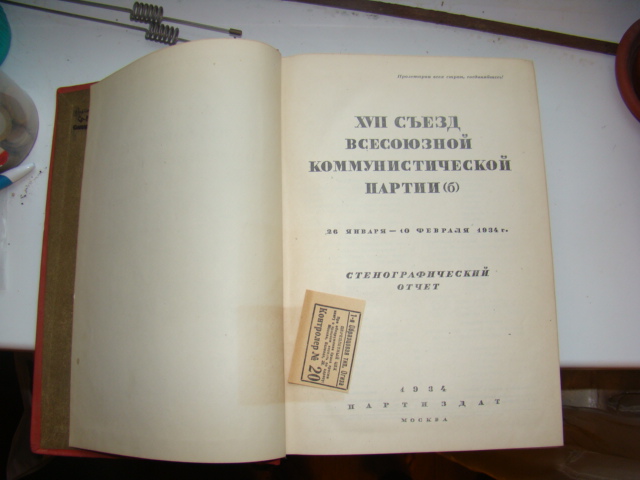 Пролетарии всех стран, соединяйтесь!
XVII СЪЕЗД
ВСЕСОЮЗНОЙ
КОММУНИСТИЧЕСКОЙ
ПАРТИИ (б)
26 ЯНВАРЯ — 10 ФЕВРАЛЯ 1934 г.
СТЕНОГРАФИЧЕСКИЙ
ОТЧЕТ
Контролер № 20
1934
ПАРТИЗДАТ
МОСКВА